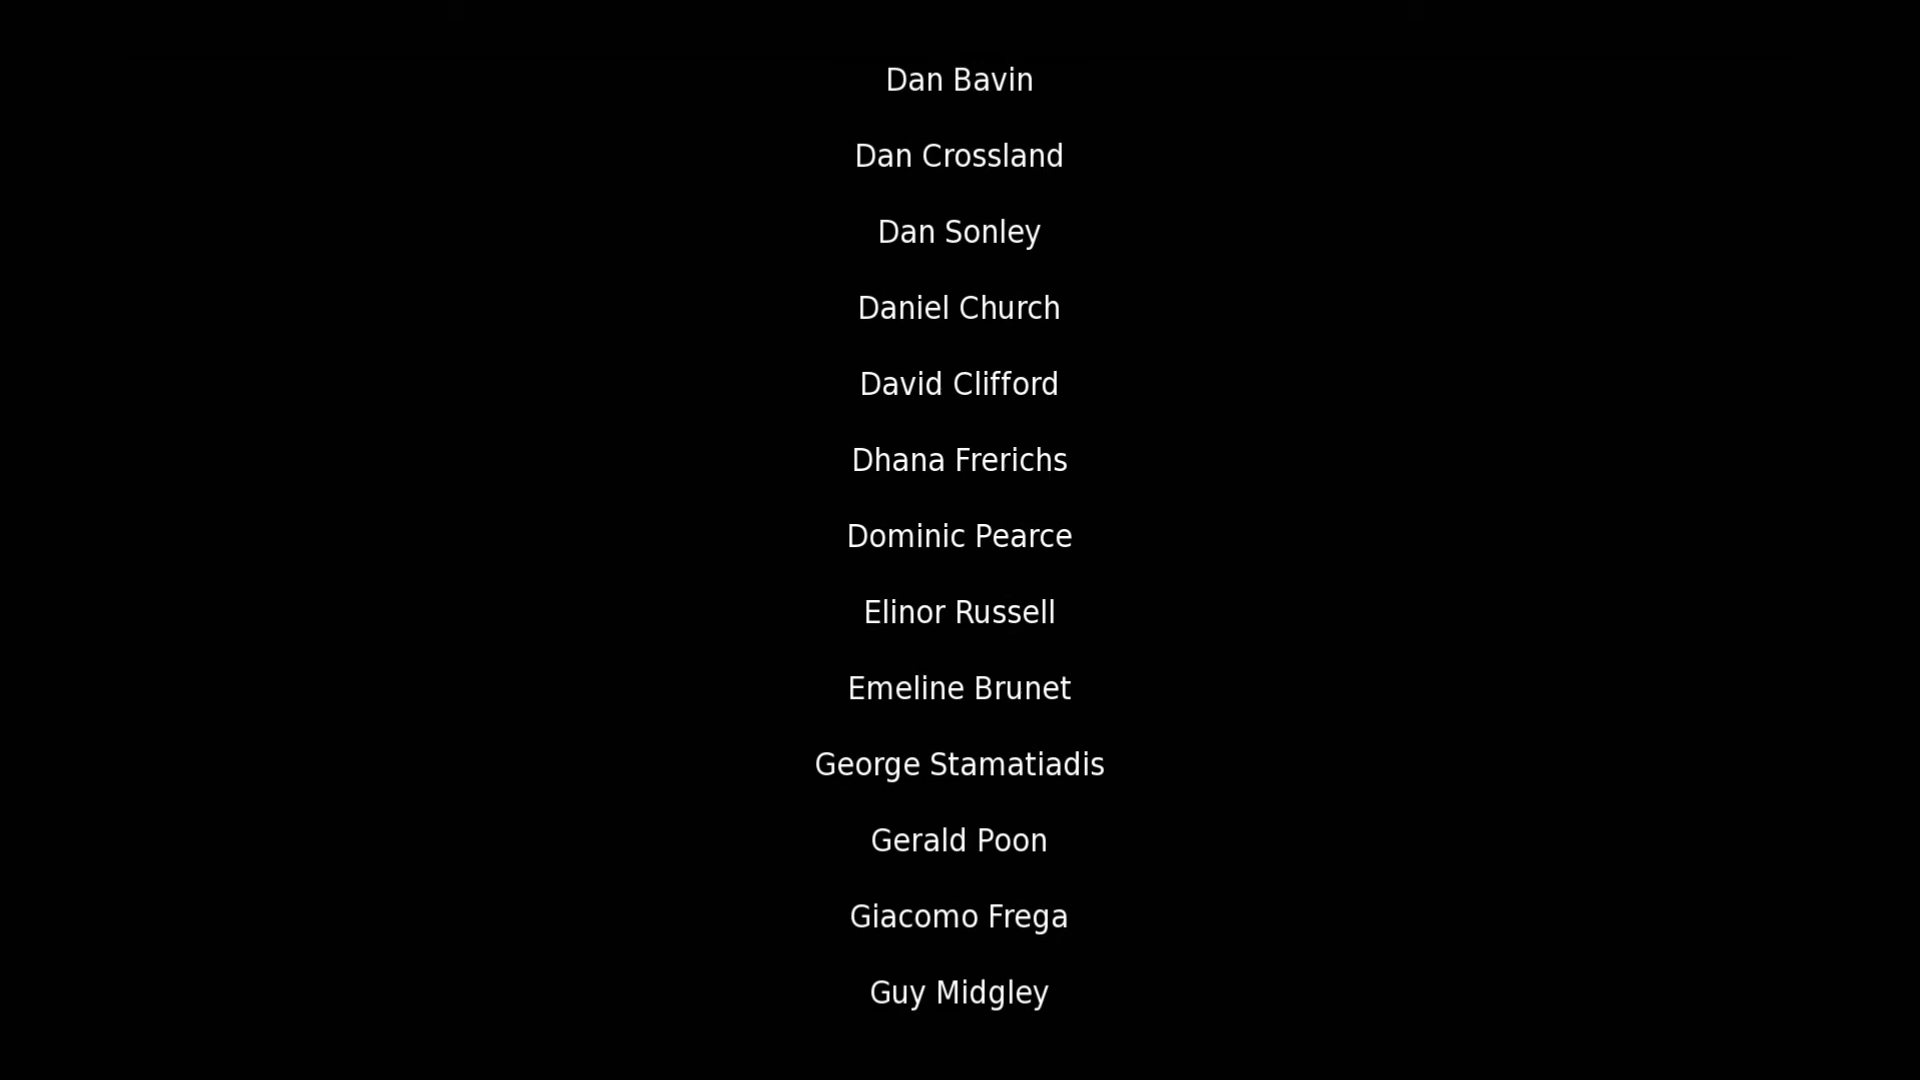 Dan Bavin
Dan Crossland
Dan Sonley
Daniel Church
David Clifford
Dhana Frerichs
Dominic Pearce
Elinor Russell
Emeline Brunet
George Stamatiadis
Gerald Poon
Giacomo Frega
Guy Midgley